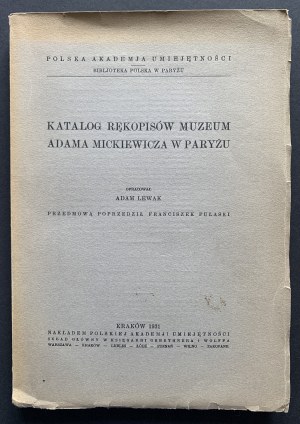 POLSKA AKADEMJA UMIEJĘTNOŚCI
BIBLJOTEKA POLSKA W PARYŻU
KATALOG RĘKOPISÓW MUZEUM
ADAMA MICKIEWICZA W PARYŻU
OPRACOWAŁ
ADAM LEWAK
PRZEDMOWĄ POPRZEDZIŁ FRANCISZEK PUŁASKI
KRAKÓW 1931
NAKŁADEM POLSKIEJ AKADEMJI UMIEJĘTNOŚCI
SKŁAD GŁÓWNY W KSIĘGARNI GEBETHNERA I WOLFFA
WARSZAWA — KRAKÓW — LUBLIN — ŁÓDŹ — POZNAŃ — WILNO — ZAKOPANE